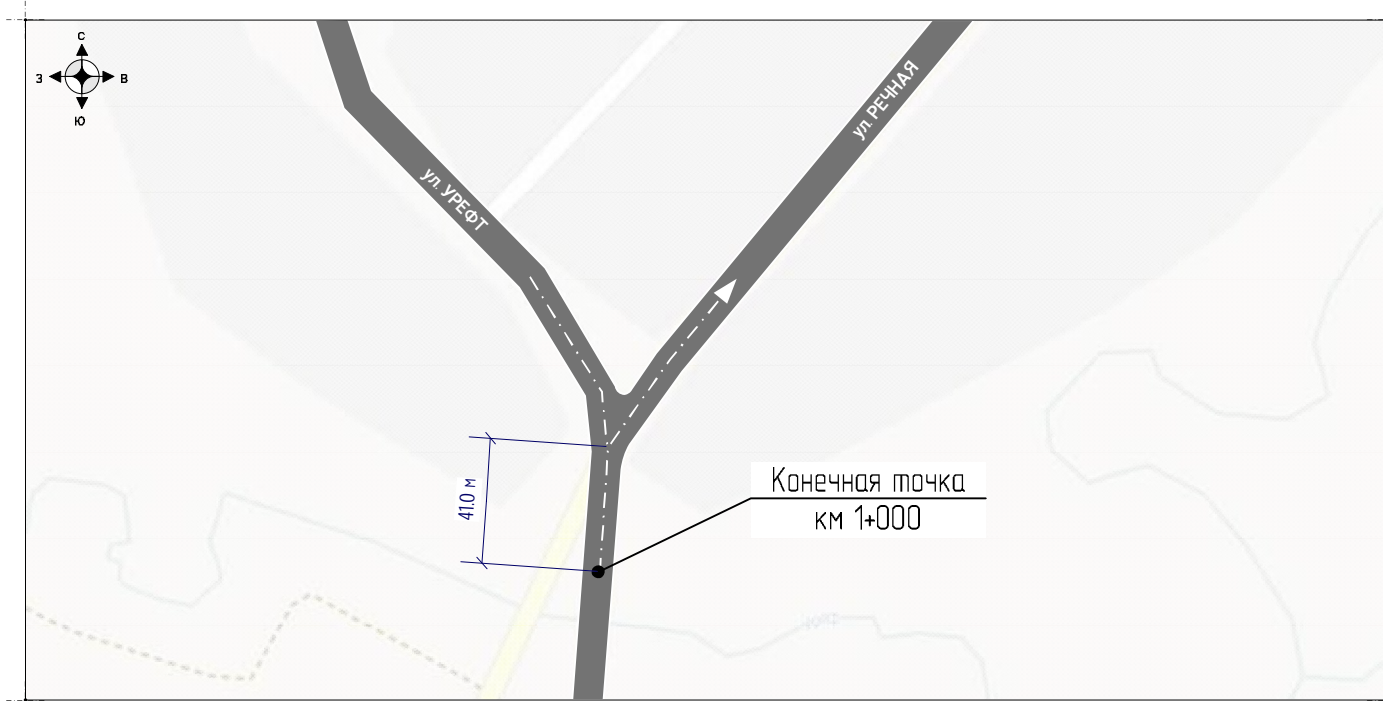 С
З
В
Ю
ул. РЕЧНАЯ
ул. УРЕФТ
41.0 м
Конечная точка
км 1+000